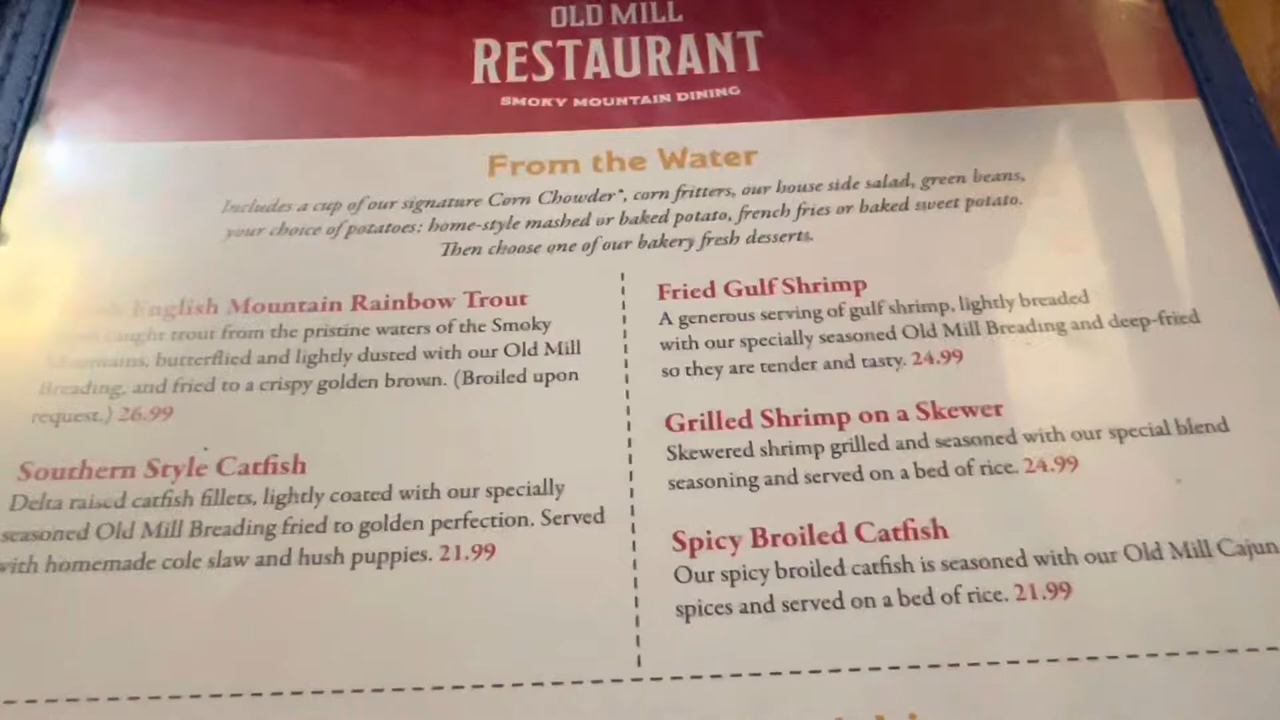 OLD MILL
RESTAURANT
SMOKY MOUNTAIN DINING
From the Water
Includes a cup of our signature Corn Chowder*, corn fritters, our house side salad, green beans,
your choice of potatoes: home-style mashed or baked potato, french fries or baked sweet potato.
Then choose one of our bakery fresh desserts.
English Mountain Rainbow Trout
caught trout from the pristine waters of the Smoky
Mountains, butterflied and lightly dusted with our Old Mill
Breading, and fried to a crispy golden brown. (Broiled upon
request.) 26.99
Southern Style Catfish
Delta raised catfish fillets, lightly coated with our specially
seasoned Old Mill Breading fried to golden perfection. Served
with homemade cole slaw and hush puppies. 21.99
Fried Gulf Shrimp
A generous serving of gulf shrimp, lightly breaded
with our specially seasoned Old Mill Breading and deep-fried
so they are tender and tasty. 24.99
Grilled Shrimp on a Skewer
Skewered shrimp grilled and seasoned with our special blend
seasoning and served on a bed of rice. 24.99
Spicy Broiled Catfish
Our spicy broiled catfish is seasoned with our Old Mill Cajun
spices and served on a bed of rice. 21.99